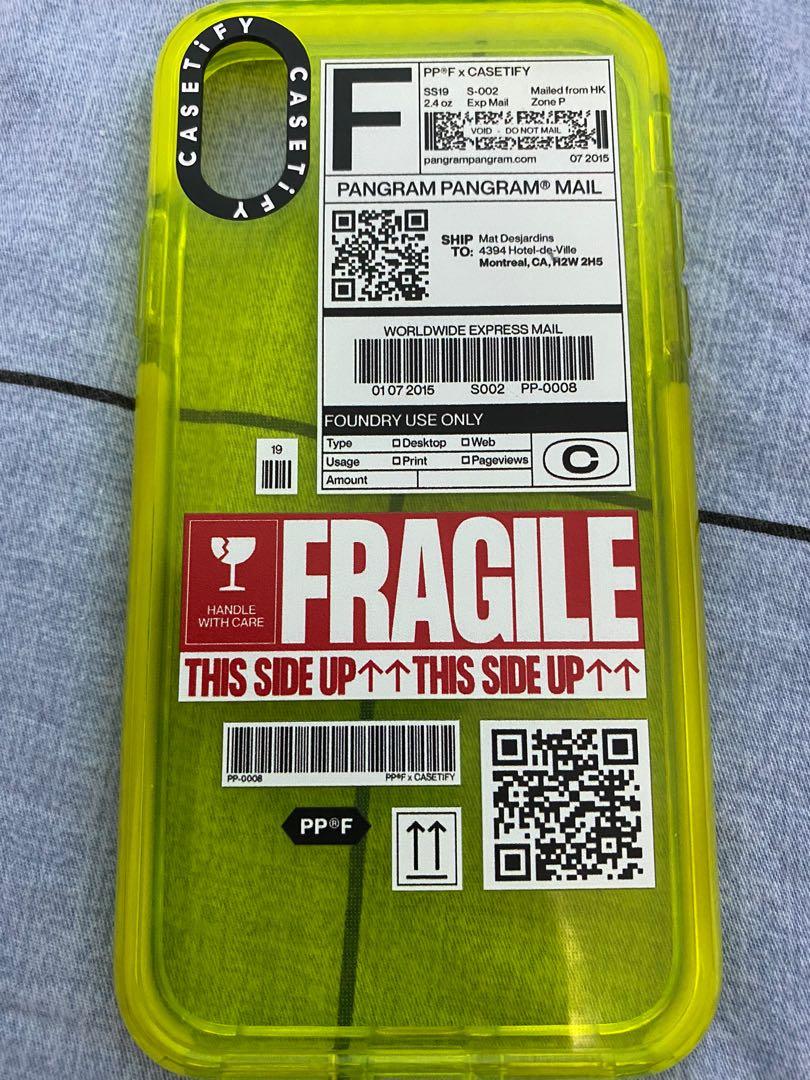 CASETiFY CASETiFY
F
PP®F x CASETIFY
SS19 S-002 Mailed from HK
2.4 oz Exp Mail Zone P
VOID - DO NOT MAIL
pangrampangram.com 07 2015
PANGRAM PANGRAM® MAIL
SHIP TO: Mat Desjardins
4394 Hotel-de-Ville
Montreal, CA, H2W 2H5
WORLDWIDE EXPRESS MAIL
01 07 2015 S002 PP-0008
FOUNDRY USE ONLY
Type Desktop Web
Usage Print Pageviews
Amount
C
19
HANDLE
WITH CARE
FRAGILE
THIS SIDE UP↑↑THIS SIDE UP↑↑
PP-0008 PP®F x CASETIFY
PP®F